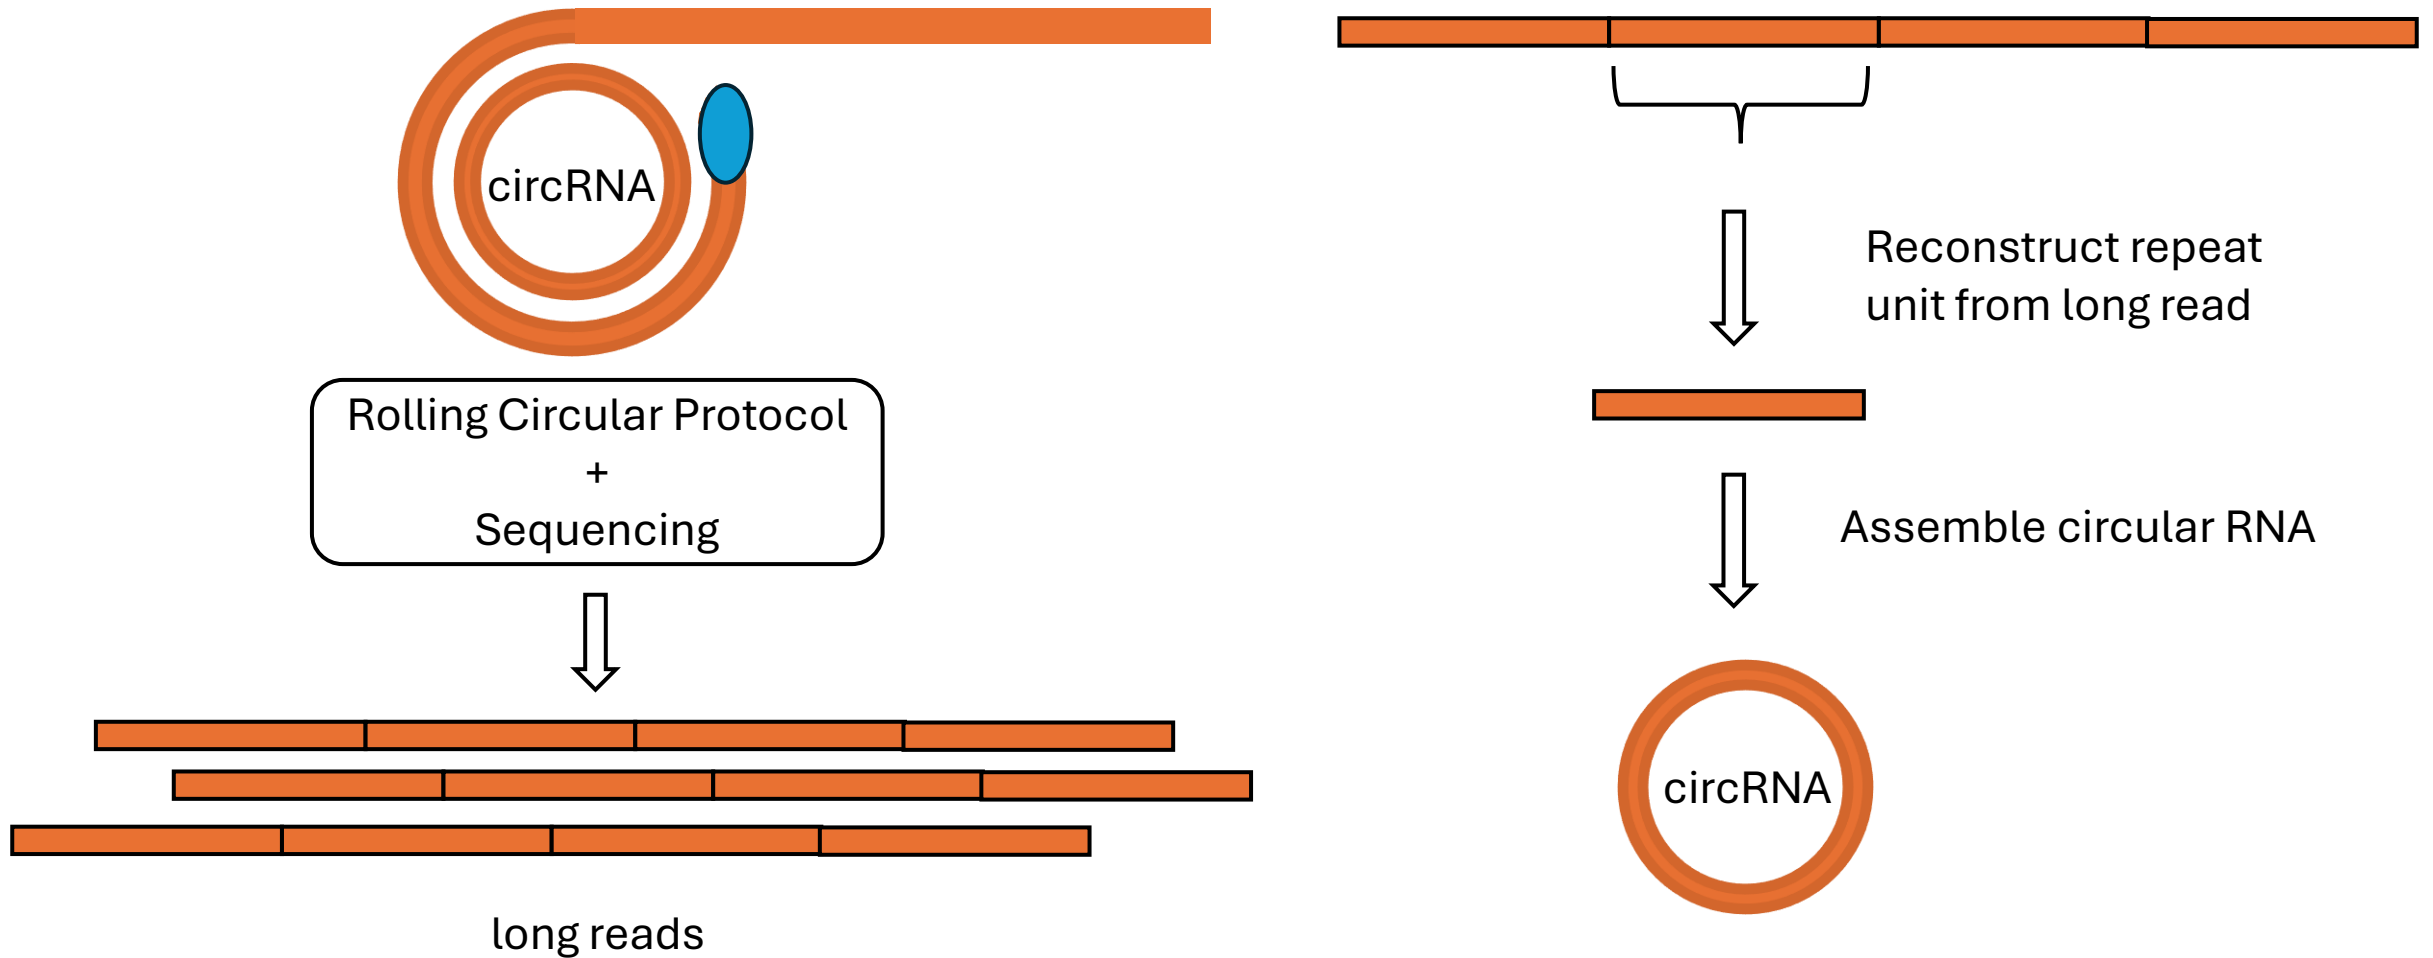 circRNA
Rolling Circular Protocol
+
Sequencing
long reads
Reconstruct repeat
unit from long read
Assemble circular RNA
circRNA